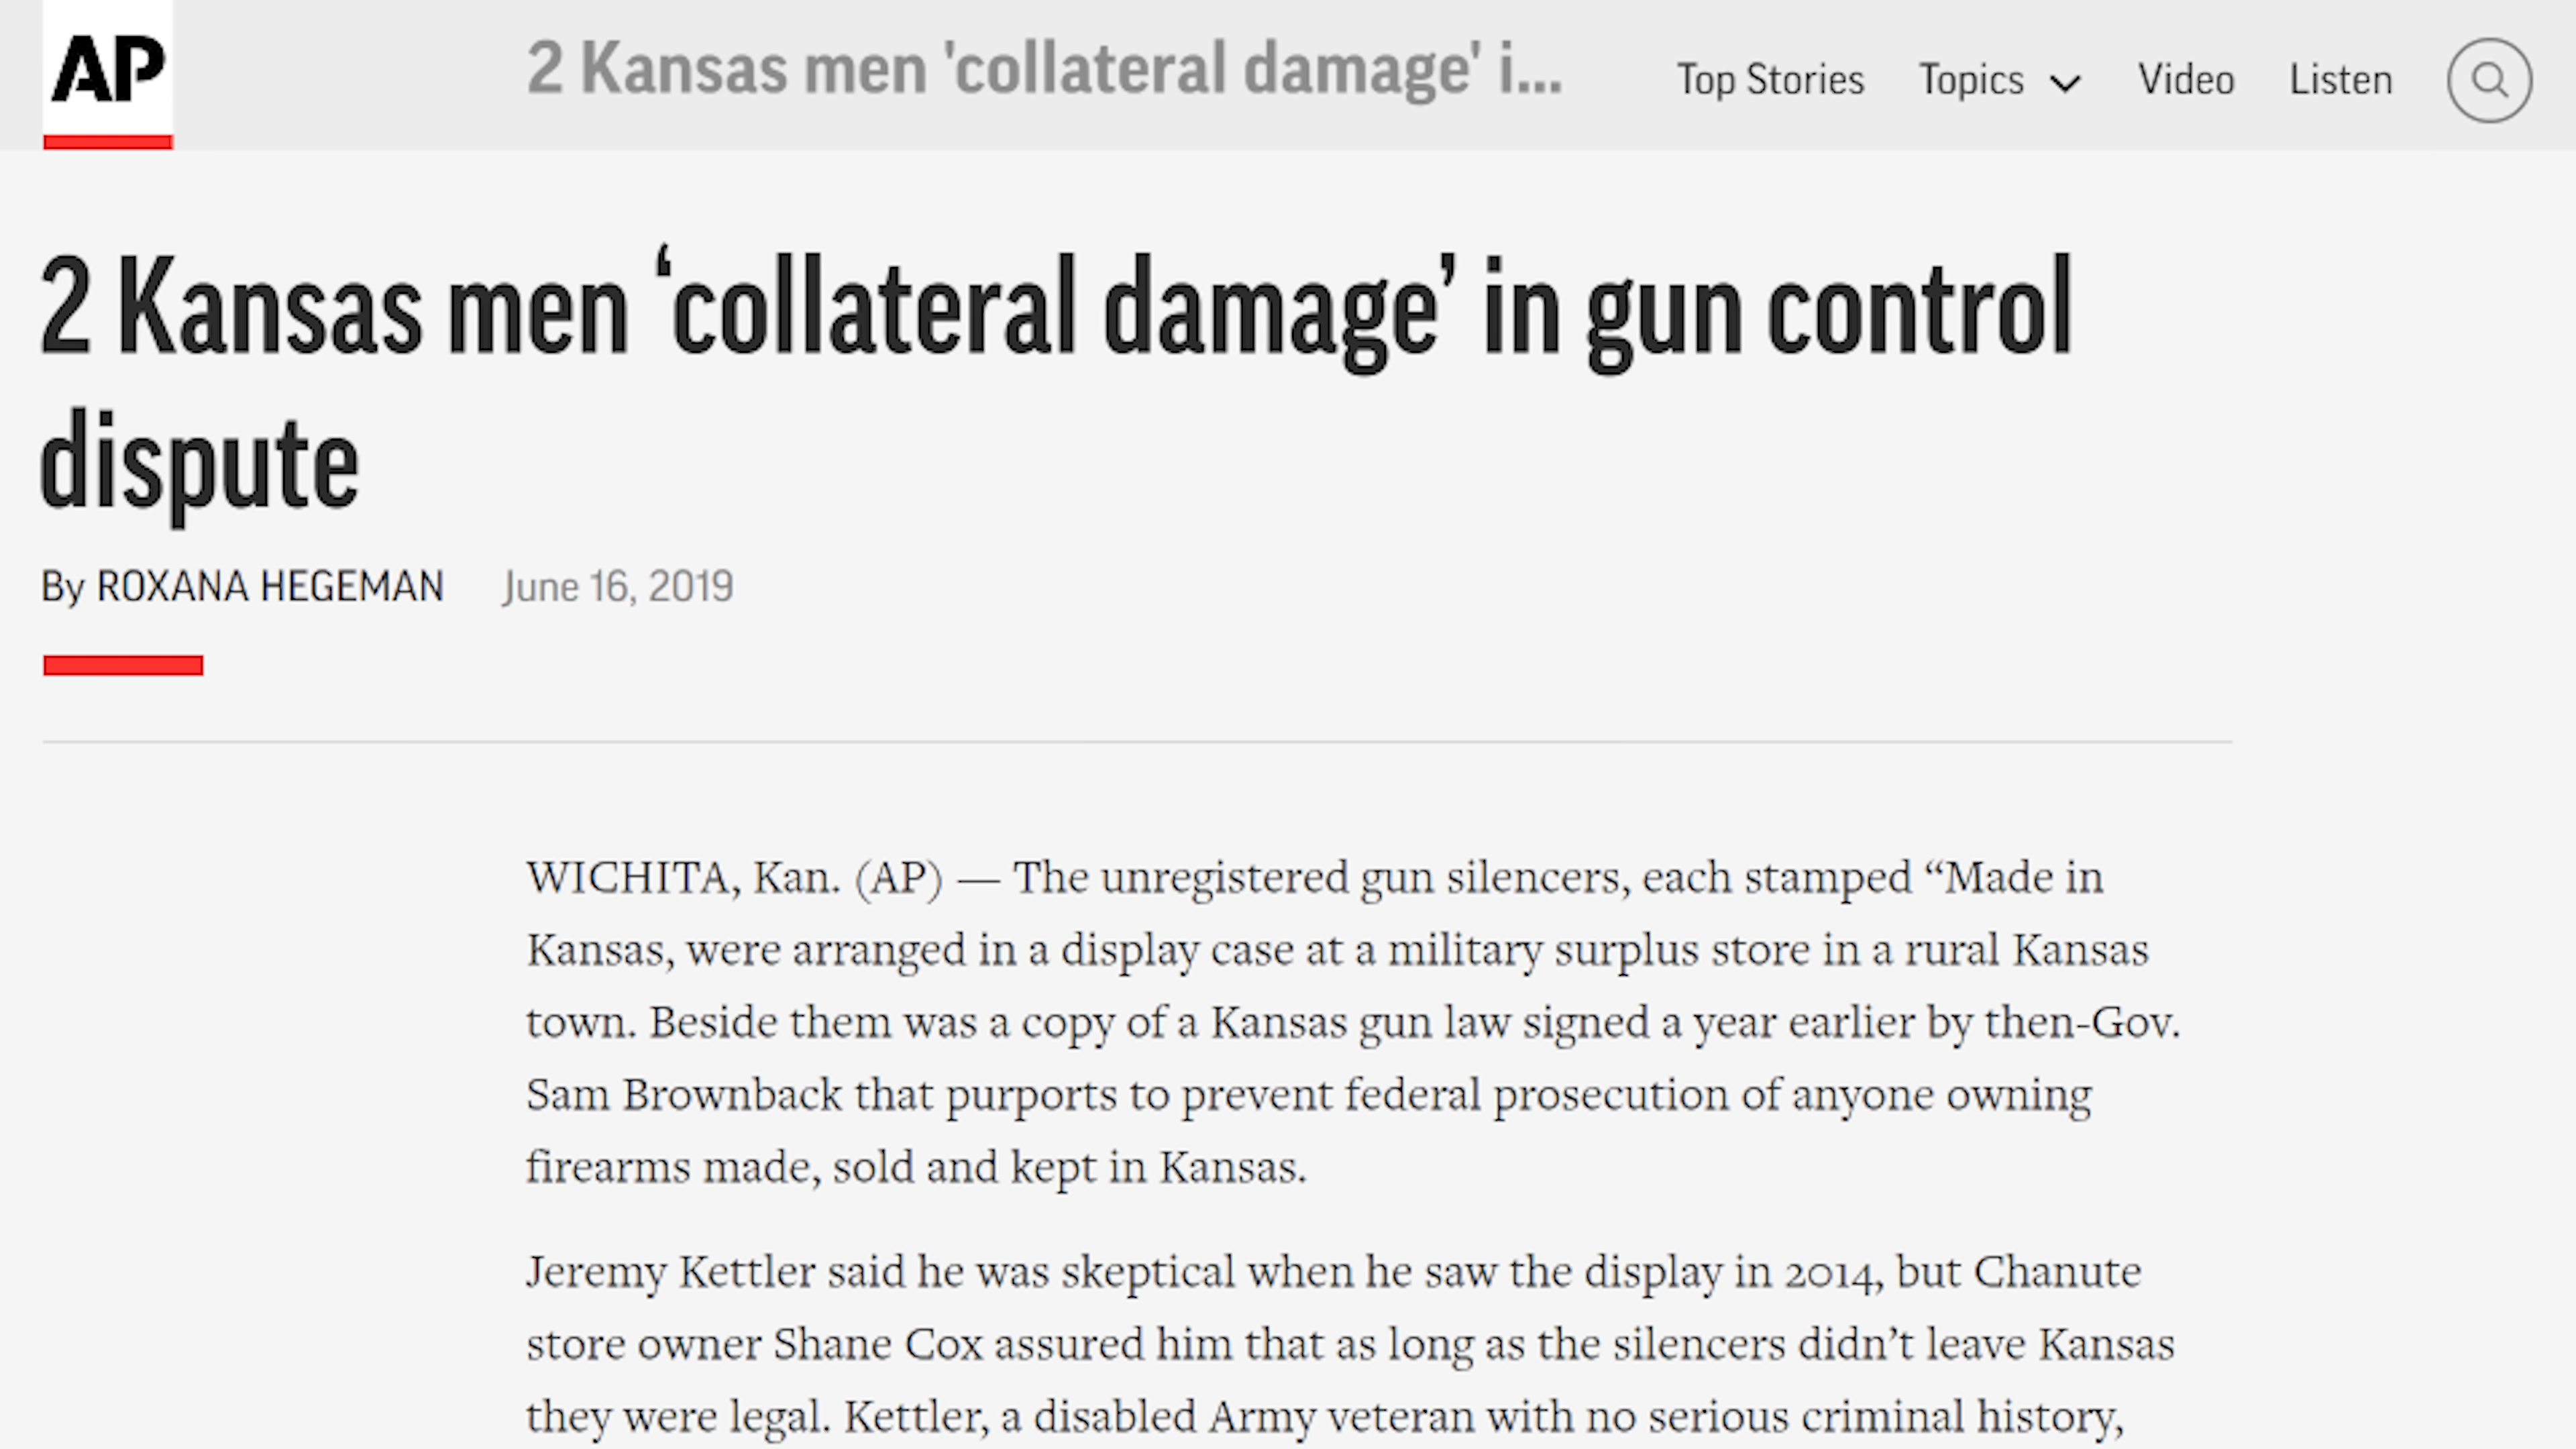 AP
2 Kansas men 'collateral damage' i...
Top Stories Topics Video Listen
2 Kansas men ‘collateral damage’ in gun control
dispute
By ROXANA HEGEMAN June 16, 2019
WICHITA, Kan. (AP) — The unregistered gun silencers, each stamped “Made in
Kansas, were arranged in a display case at a military surplus store in a rural Kansas
town. Beside them was a copy of a Kansas gun law signed a year earlier by then-Gov.
Sam Brownback that purports to prevent federal prosecution of anyone owning
firearms made, sold and kept in Kansas.
Jeremy Kettler said he was skeptical when he saw the display in 2014, but Chanute
store owner Shane Cox assured him that as long as the silencers didn’t leave Kansas
they were legal. Kettler, a disabled Army veteran with no serious criminal history,